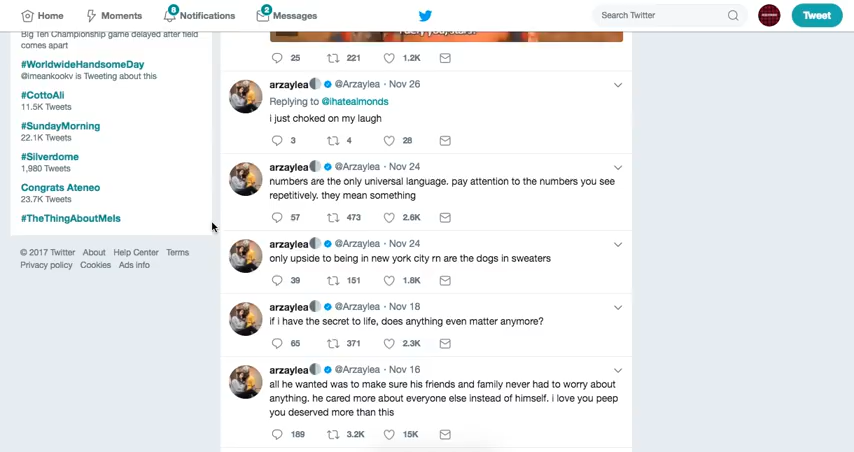 Home Moments 8 Notifications 2 Messages Search Twitter Tweet
Big Ten Championship game delayed after field
comes apart
#WorldwideHandsomeDay
@imeankookv is Tweeting about this
#CottoAli
11.5K Tweets
#SundayMorning
22.1K Tweets
#Silverdome
1,980 Tweets
Congrats Ateneo
23.7K Tweets
#TheThingAboutMeIs
© 2017 Twitter About Help Center Terms
Privacy policy Cookies Ads info
25 221 1.2K
arzaylea @Arzaylea · Nov 26
Replying to @ihatealmonds
i just choked on my laugh
3 4 28
arzaylea @Arzaylea · Nov 24
numbers are the only universal language. pay attention to the numbers you see
repetitively. they mean something
57 473 2.6K
arzaylea @Arzaylea · Nov 24
only upside to being in new york city rn are the dogs in sweaters
39 151 1.8K
arzaylea @Arzaylea · Nov 18
if i have the secret to life, does anything even matter anymore?
65 371 2.3K
arzaylea @Arzaylea · Nov 16
all he wanted was to make sure his friends and family never had to worry about
anything. he cared more about everyone else instead of himself. i love you peep
you deserved more than this
189 3.2K 15K